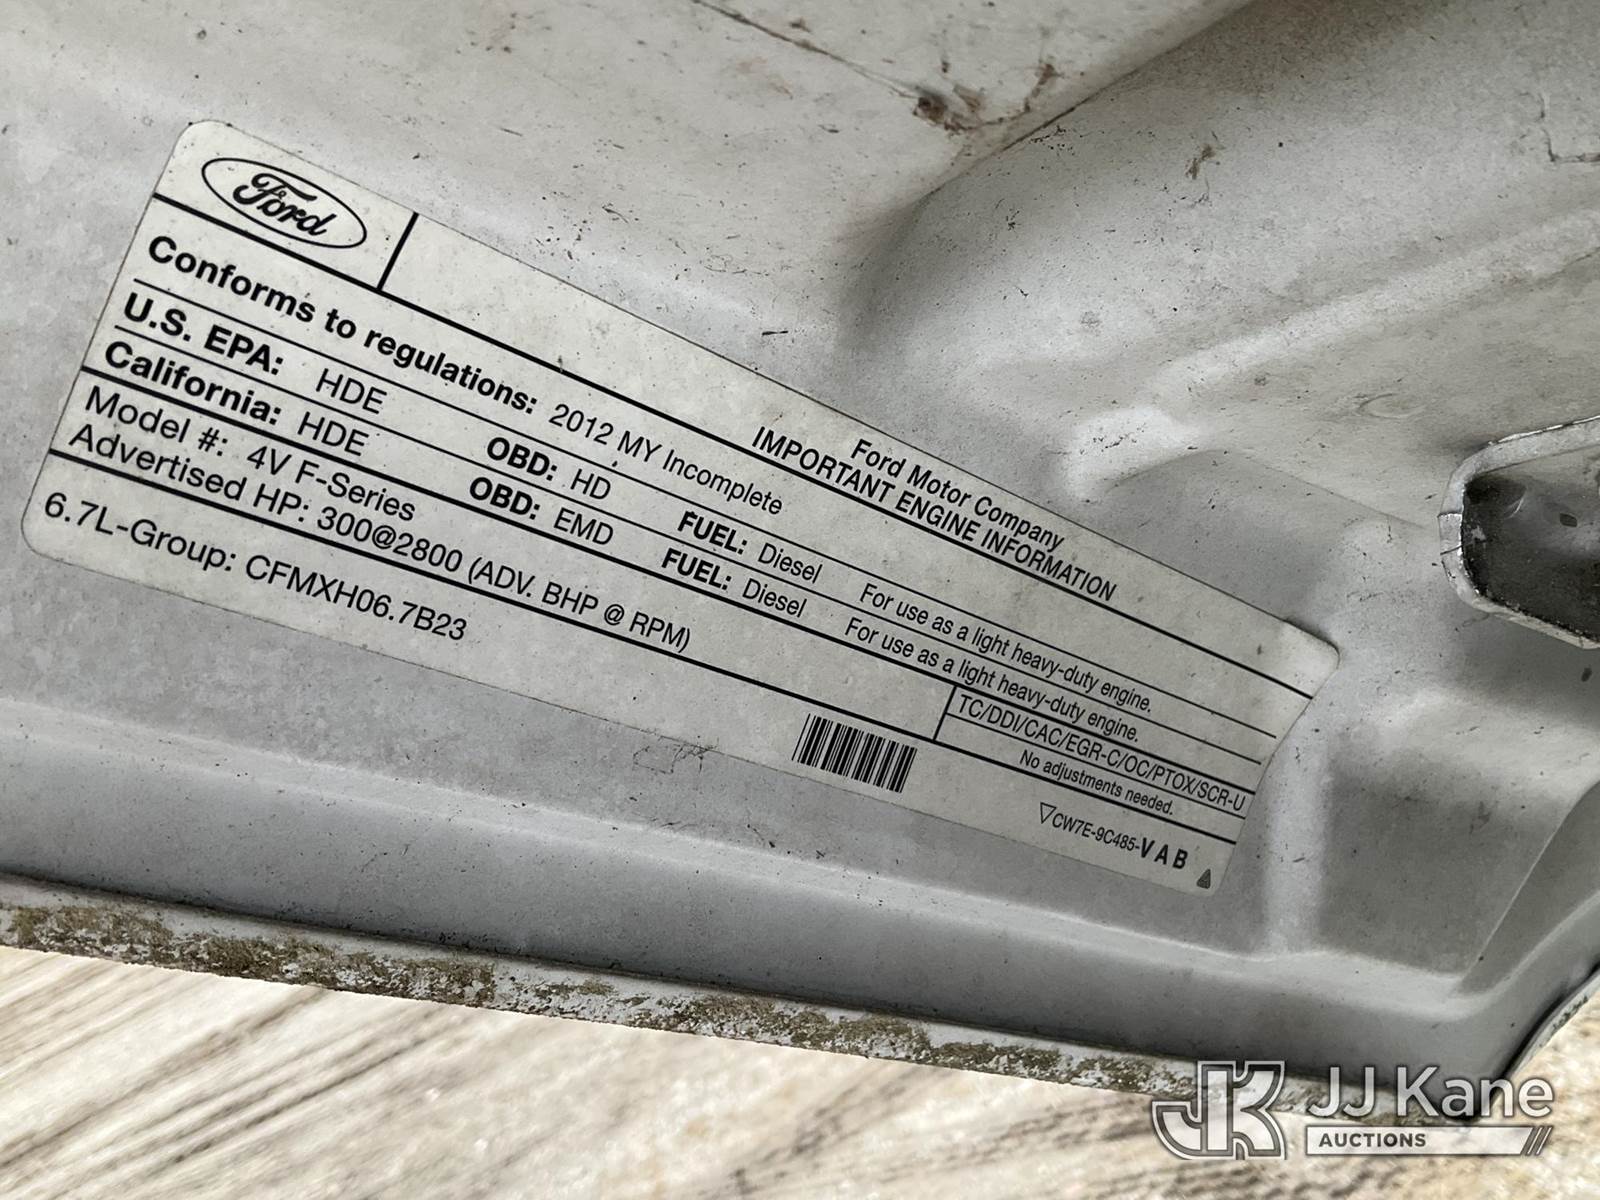 Ford
Ford Motor Company
IMPORTANT ENGINE INFORMATION
Conforms to regulations: 2012 MY Incomplete
U.S. EPA: HDE OBD: HD FUEL: Diesel For use as a light heavy-duty engine.
California: HDE OBD: EMD FUEL: Diesel For use as a light heavy-duty engine.
Model #: 4V F-Series TC/DDI/CAC/EGR-C/OC/PTOX/SCR-U
Advertised HP: 300@2800 (ADV. BHP @ RPM) No adjustments needed.
6.7L-Group: CFMXH06.7B23
CW7E-9C485-VAB
JK JJ Kane
AUCTIONS